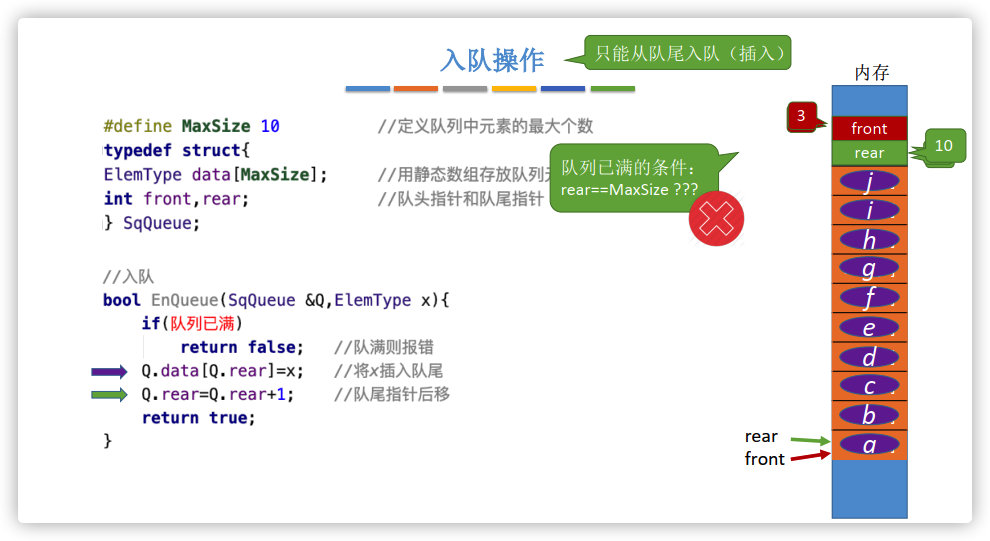 入队操作
只能从队尾入队（插入）
#define MaxSize 10 //定义队列中元素的最大个数
typedef struct{
ElemType data[MaxSize]; //用静态数组存放队列
int front,rear; //队头指针和队尾指针
} SqQueue;
队列已满的条件：
rear==MaxSize ???
//入队
bool EnQueue(SqQueue &Q,ElemType x){
if(队列已满)
return false; //队满则报错
Q.data[Q.rear]=x; //将x插入队尾
Q.rear=Q.rear+1; //队尾指针后移
return true;
}
内存
3
front
rear
10
j
i
h
g
f
e
d
c
b
a
rear
front